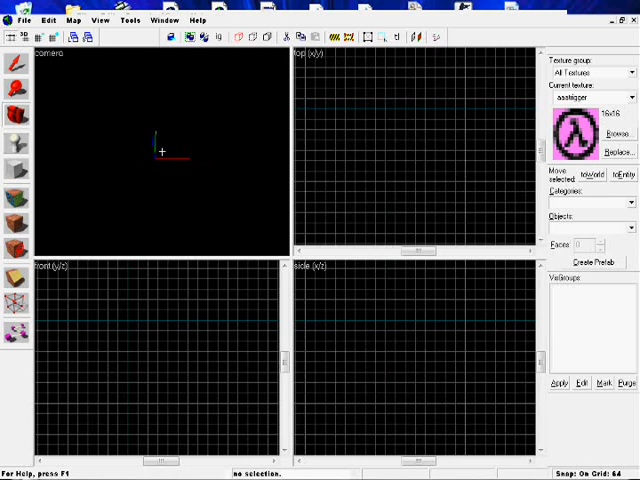 File Edit Map View Tools Window Help
camera
top (x/y)
front (y/z)
side (x/z)
Texture group:
All Textures
Current texture:
aaatrigger
16x16
Browse...
Replace...
Move selected:
toWorld
toEntity
Categories:
Objects:
Faces: 0
Create Prefab
VisGroups
Apply Edit Mark Purge
For Help, press F1
no selection.
Snap: On Grid: 64